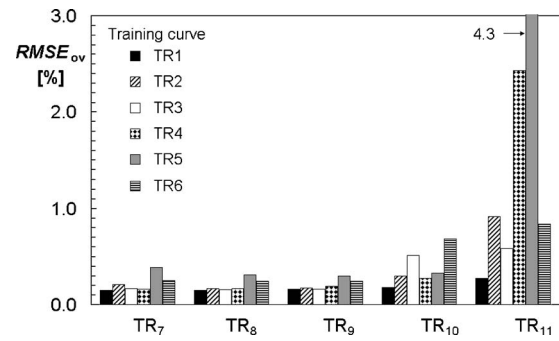 3.0
Training curve
4.3
RMSE ov
[%]
TR1
TR2
2.0
TR3
TR4
TR5
TR6
1.0
0.0
TR7 TR8 TR9 TR10 TR11